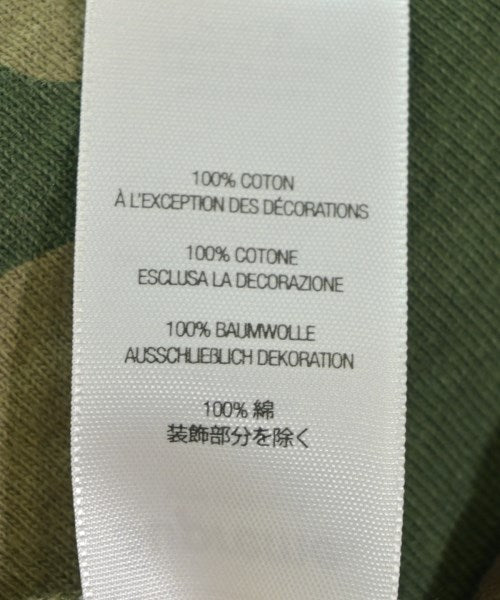 100% COTON
À L'EXCEPTION DES DÉCORATIONS
100% COTONE
ESCLUSA LA DECORAZIONE
100% BAUMWOLLE
AUSSCHLIEßLICH DEKORATION
100% 綿
装飾部分を除く